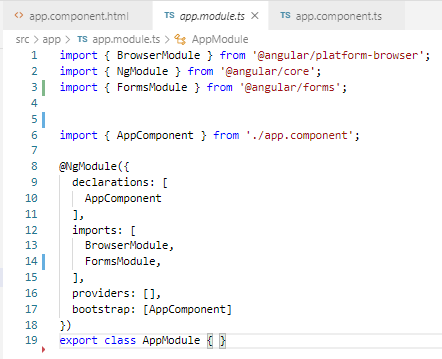 app.component.html
TS app.module.ts
TS app.component.ts
src > app > TS app.module.ts > AppModule
1 import { BrowserModule } from '@angular/platform-browser';
2 import { NgModule } from '@angular/core';
3 import { FormsModule } from '@angular/forms';
4
5
6 import { AppComponent } from './app.component';
7
8 @NgModule({
9   declarations: [
10     AppComponent
11   ],
12   imports: [
13     BrowserModule,
14     FormsModule,
15   ],
16   providers: [],
17   bootstrap: [AppComponent]
18 })
19 export class AppModule { }